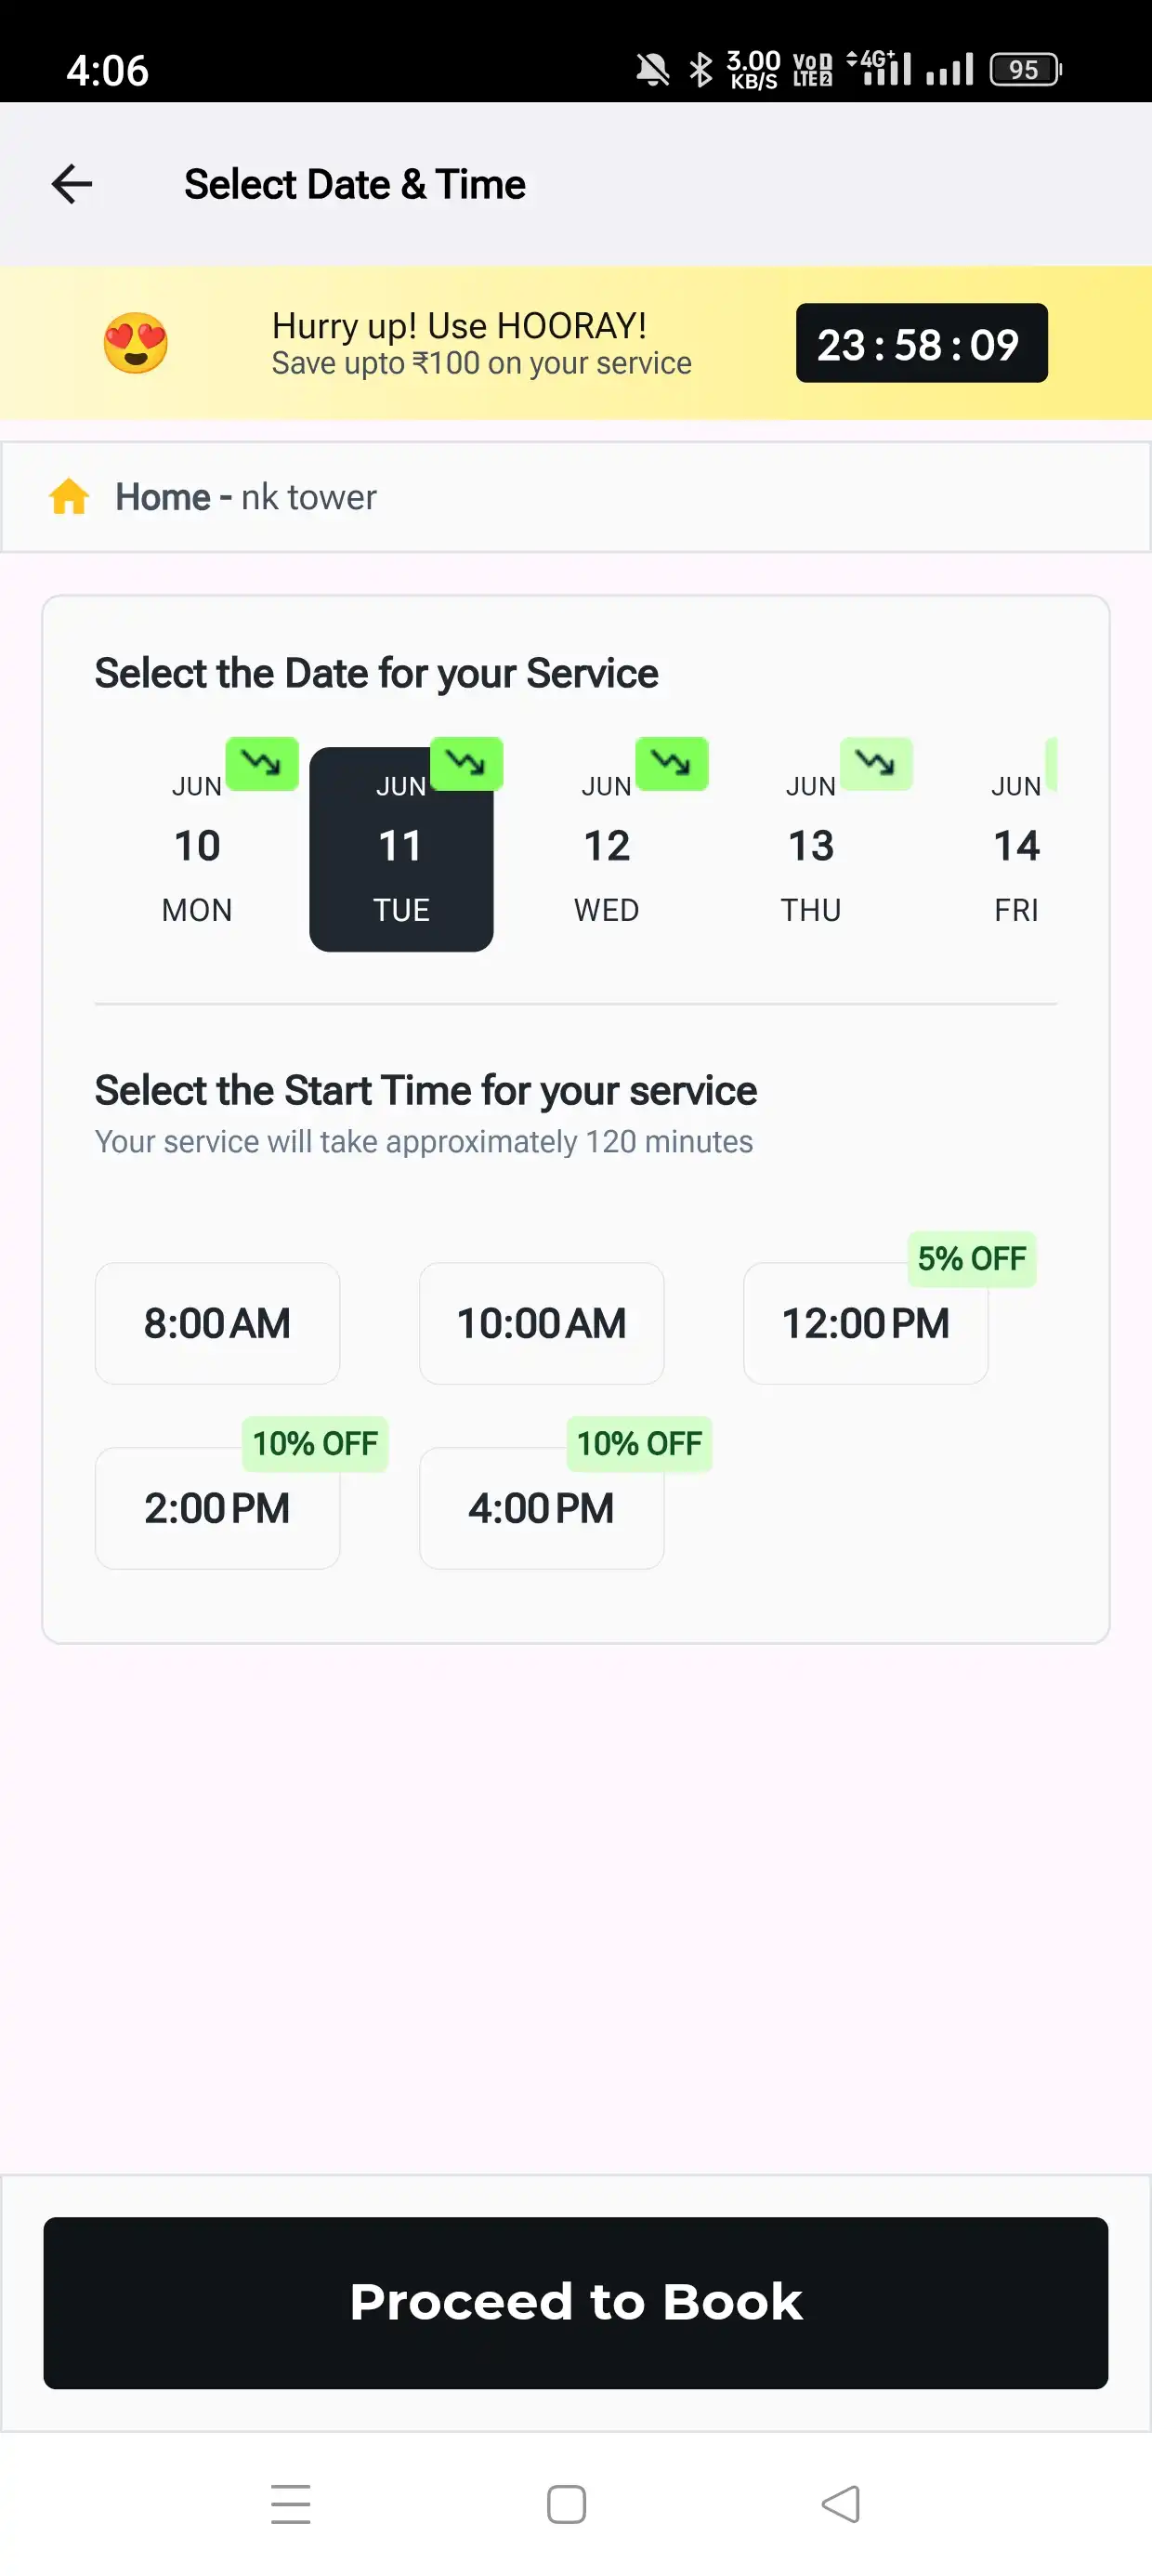 4:06 3.00 KB/S VoD LTE 2 4G+ 95
Select Date & Time
Hurry up! Use HOORAY!
Save upto ₹100 on your service
23 : 58 : 09
Home - nk tower
Select the Date for your Service
JUN JUN JUN JUN JUN
10 11 12 13 14
MON TUE WED THU FRI
Select the Start Time for your service
Your service will take approximately 120 minutes
5% OFF
8:00 AM 10:00 AM 12:00 PM
10% OFF 10% OFF
2:00 PM 4:00 PM
Proceed to Book